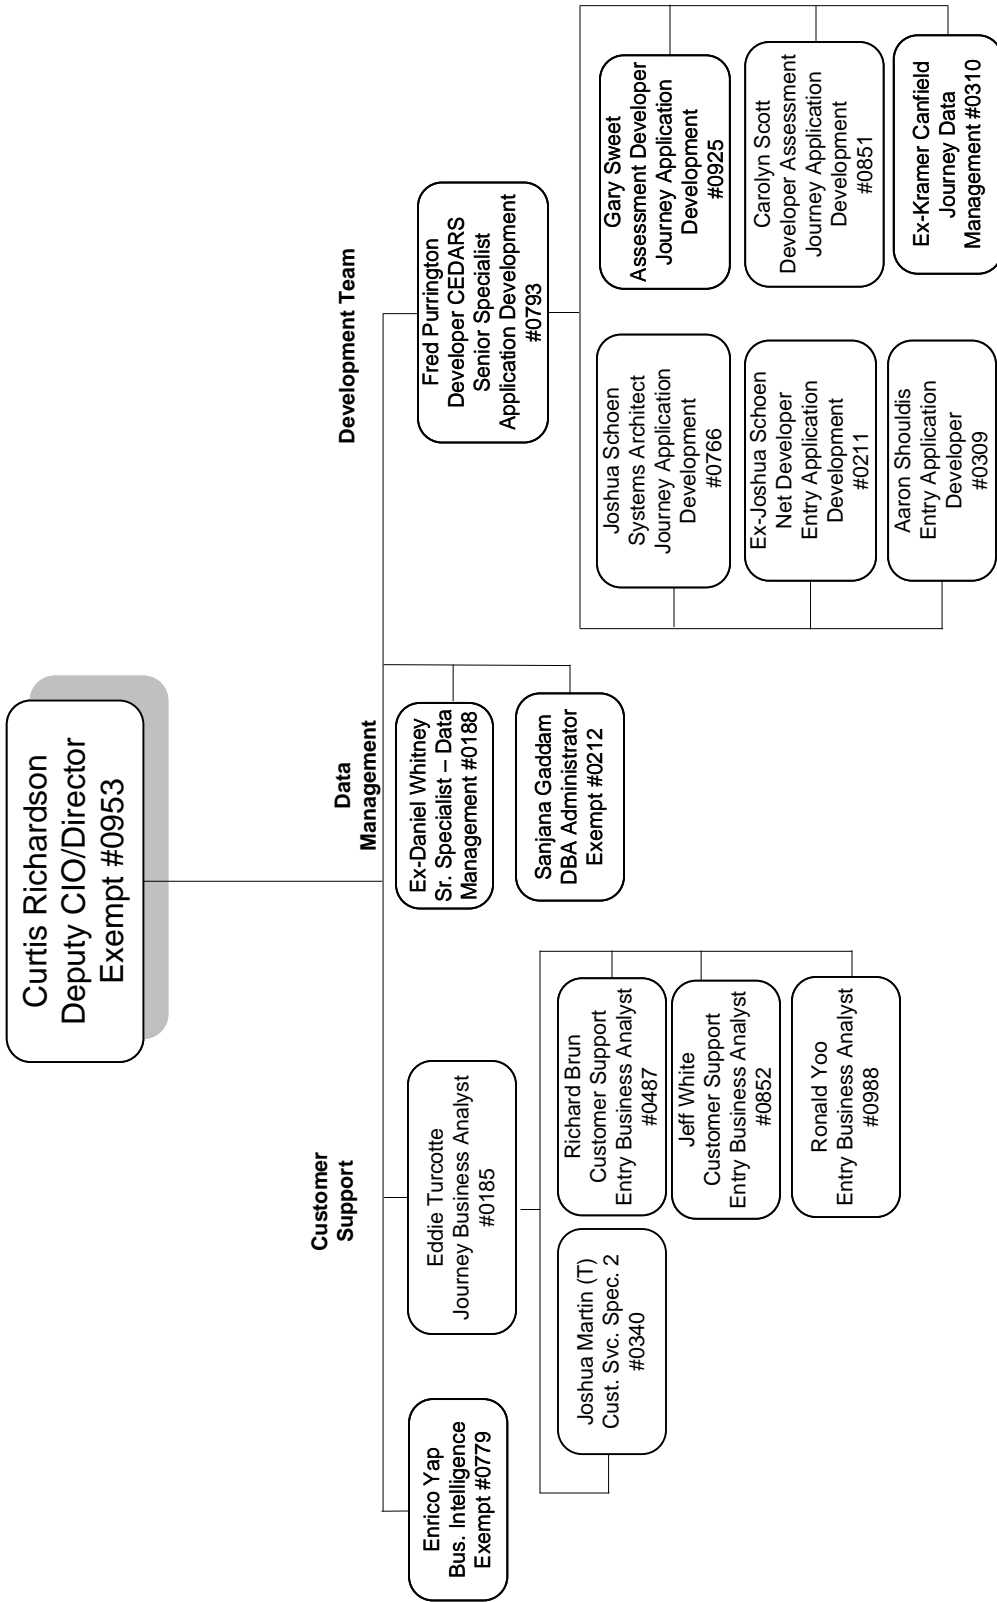 Curtis Richardson
Deputy CIO/Director
Exempt #0953
Customer
Support
Data
Management
Development Team
Enrico Yap
Bus. Intelligence
Exempt #0779
Eddie Turcotte
Journey Business Analyst
#0185
Joshua Martin (T)
Cust. Svc. Spec. 2
#0340
Richard Brun
Customer Support
Entry Business Analyst
#0487
Jeff White
Customer Support
Entry Business Analyst
#0852
Ronald Yoo
Entry Business Analyst
#0988
Ex-Daniel Whitney
Sr. Specialist – Data
Management #0188
Sanjana Gaddam
DBA Administrator
Exempt #0212
Fred Purrington
Developer CEDARS
Senior Specialist
Application Development
#0793
Joshua Schoen
Systems Architect
Journey Application
Development
#0766
Ex-Joshua Schoen
Net Developer
Entry Application
Development
#0211
Aaron Shouldis
Entry Application
Developer
#0309
Gary Sweet
Assessment Developer
Journey Application
Development
#0925
Carolyn Scott
Developer Assessment
Journey Application
Development
#0851
Ex-Kramer Canfield
Journey Data
Management #0310